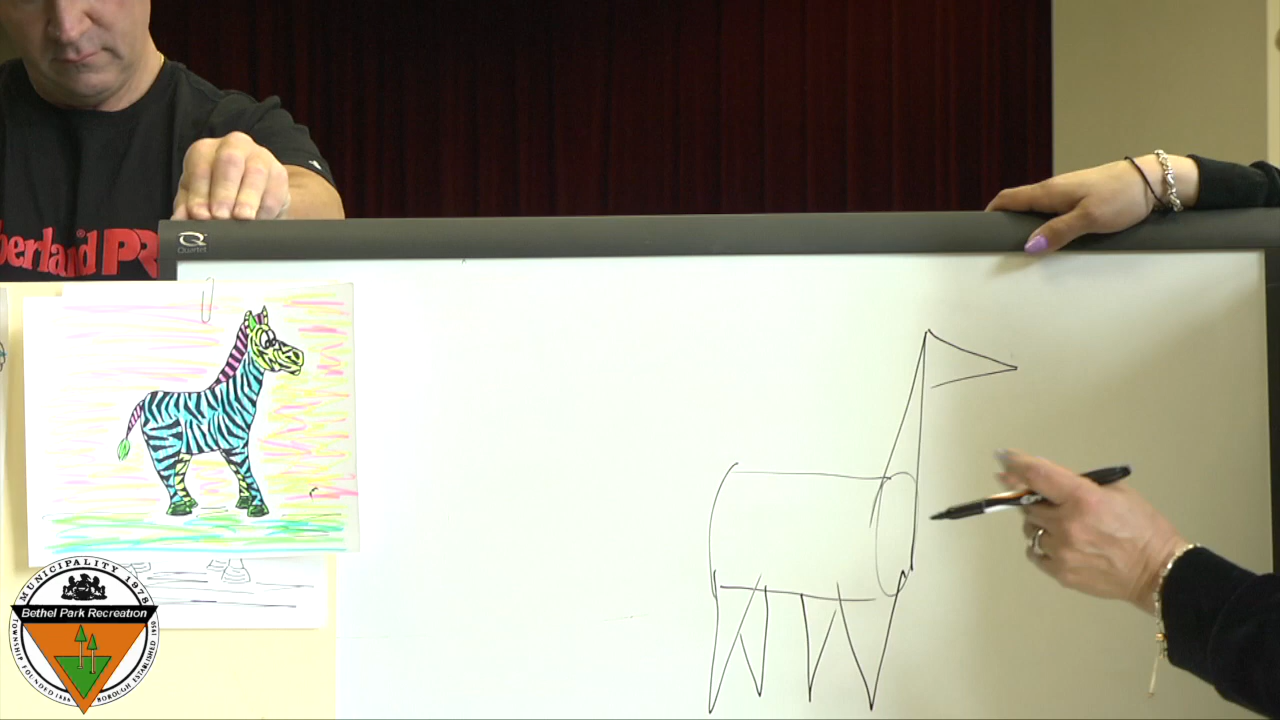 Q
Quartet
berland PR
MUNICIPALITY 1978
Bethel Park Recreation
TOWNSHIP FOUNDED 1886
BOROUGH ESTABLISHED 1949